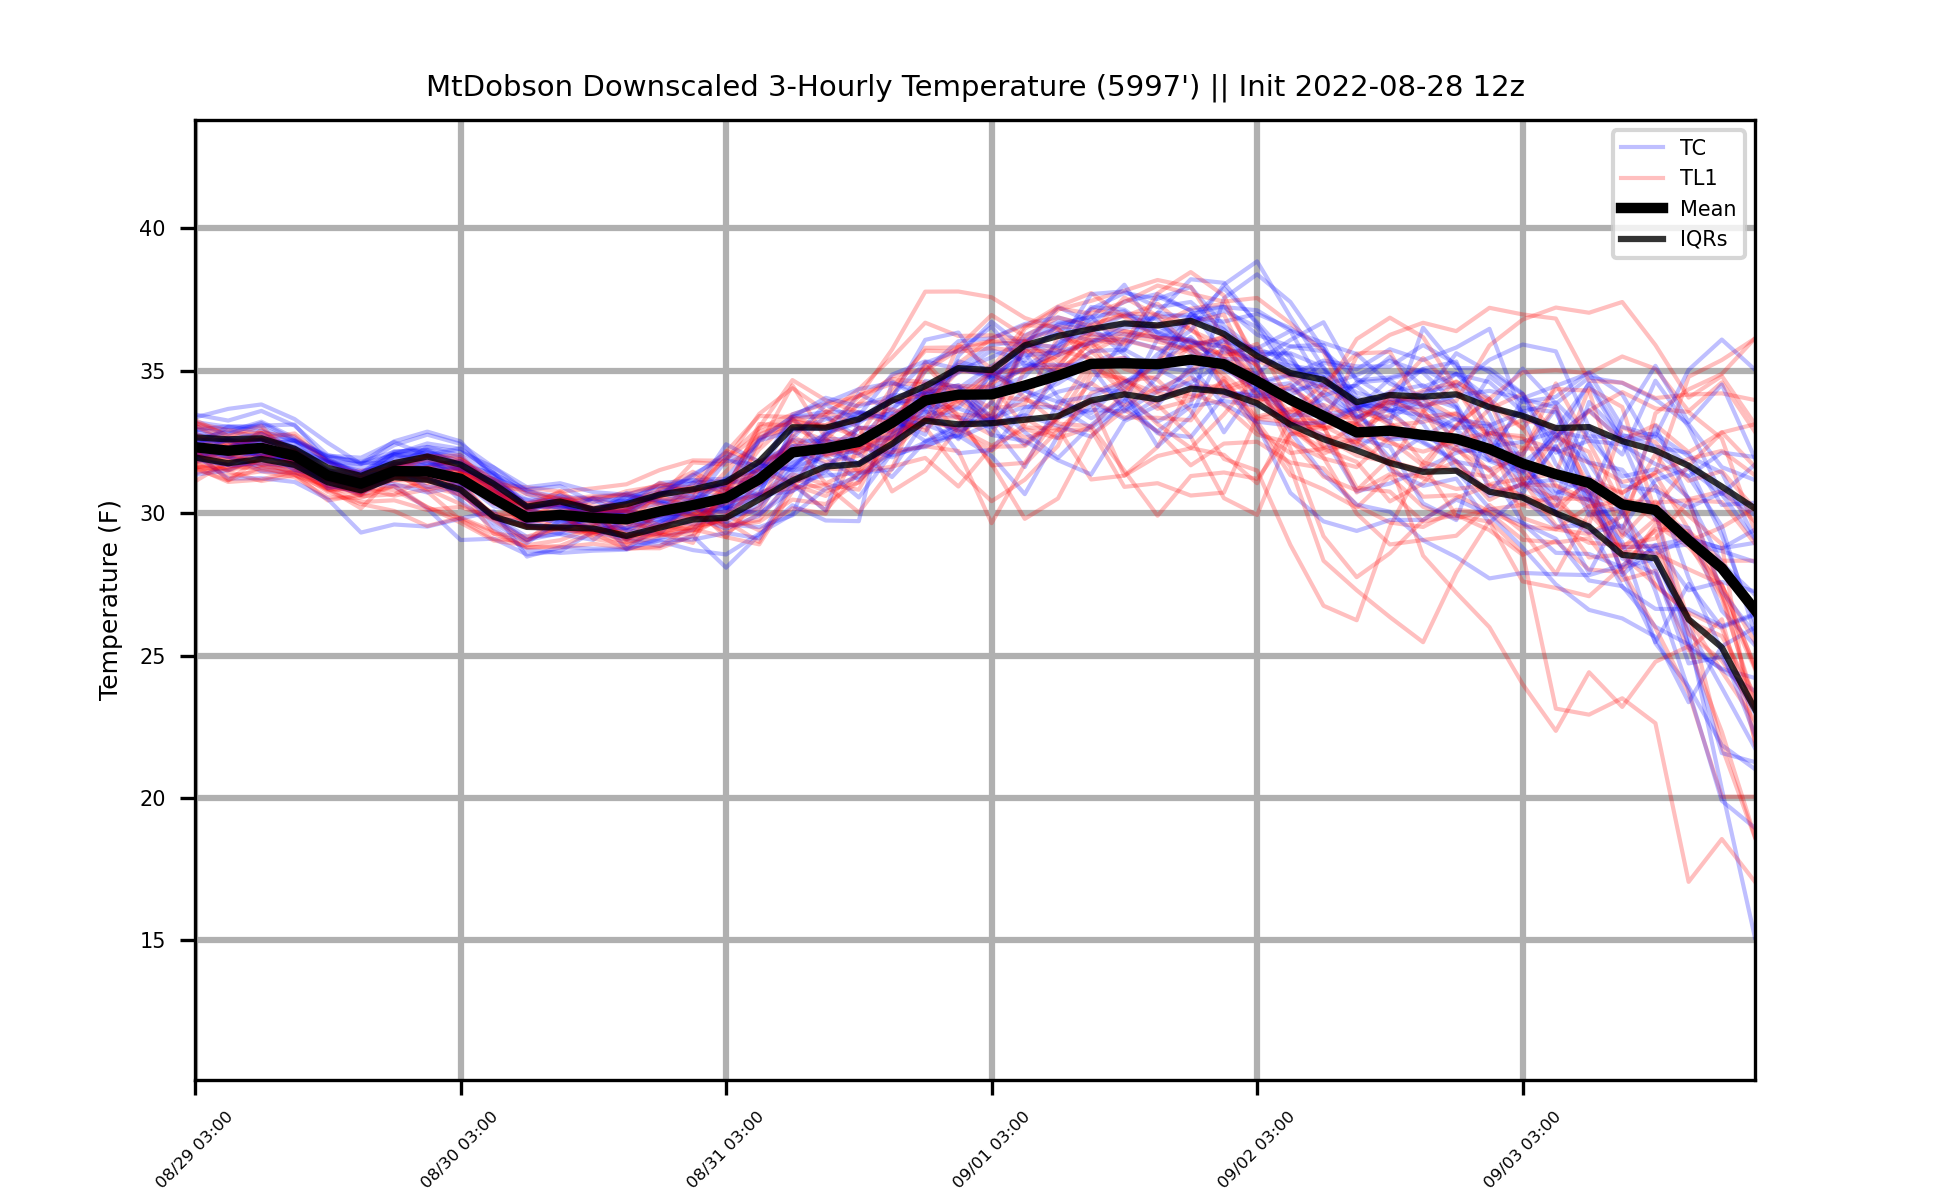 MtDobson Downscaled 3-Hourly Temperature (5997') || Init 2022-08-28 12z
TC
TL1
Mean
IQRs
Temperature (F)
40
35
30
25
20
15
08/29 03:00
08/30 03:00
08/31 03:00
09/01 03:00
09/02 03:00
09/03 03:00